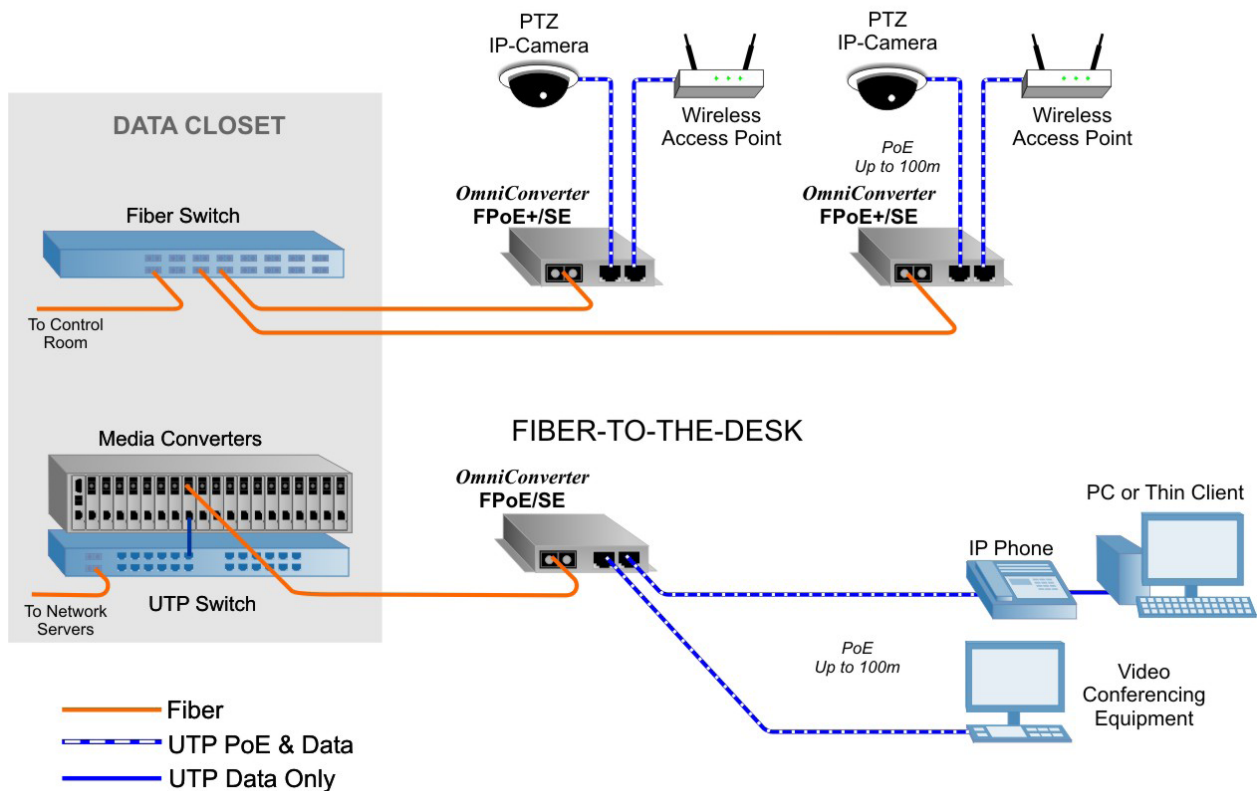 PTZ
IP-Camera
Wireless
Access Point
PTZ
IP-Camera
Wireless
Access Point
PoE
Up to 100m
DATA CLOSET
OmniConverter
FPoE+/SE
OmniConverter
FPoE+/SE
Fiber Switch
To Control
Room
Media Converters
FIBER-TO-THE-DESK
OmniConverter
FPoE/SE
PC or Thin Client
IP Phone
To Network
Servers
UTP Switch
PoE
Up to 100m
Video
Conferencing
Equipment
Fiber
UTP PoE & Data
UTP Data Only